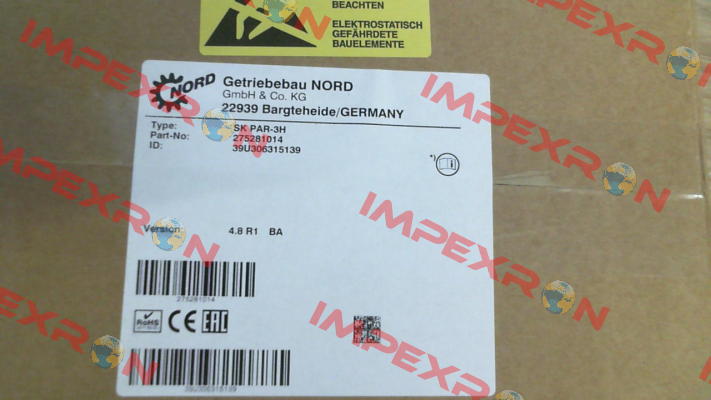 BEACHTEN
ELEKTROSTATISCH
GEFÄHRDETE
BAUELEMENTE
NORD
Getriebebau NORD
GmbH & Co. KG
22939 Bargteheide/GERMANY
Type: SK PAR-3H
Part-No: 275281014
ID: 39U306315139
*)
Version: 4.8 R1 BA
275281014
RoHS
CE EAC
39U306315139
IMPEXRON
IMPEXRON
IMPEXRON
IMPEXRON
IMPEXRON
IMPEXRON